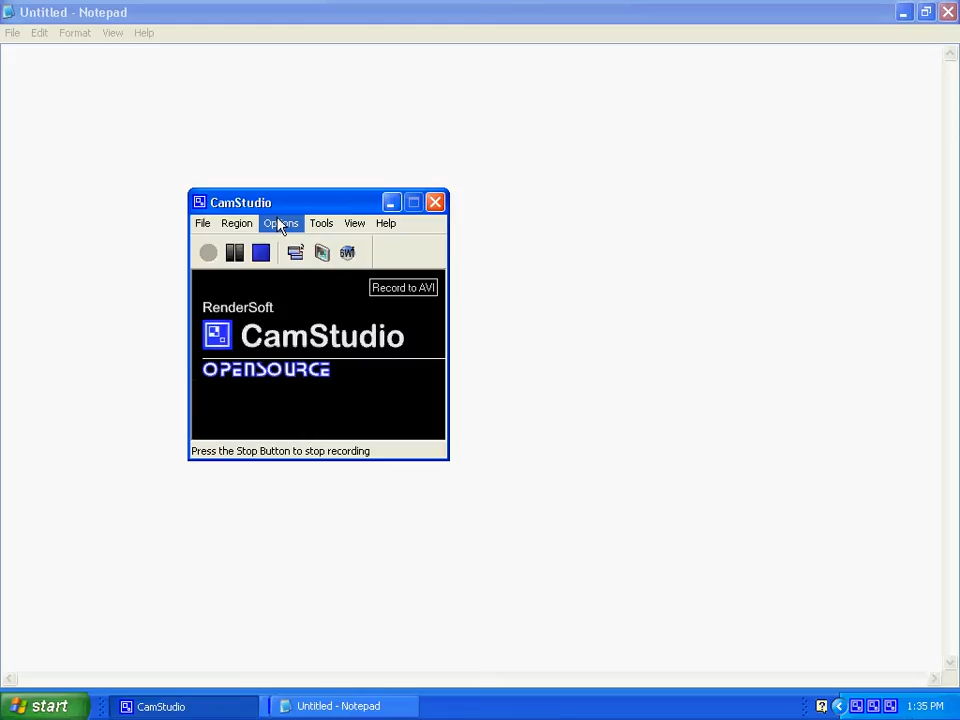 Untitled - Notepad
File Edit Format View Help
CamStudio
File Region Options Tools View Help
SWF
Record to AVI
RenderSoft
CamStudio
OPENSOURCE
Press the Stop Button to stop recording
start CamStudio Untitled - Notepad 1:35 PM